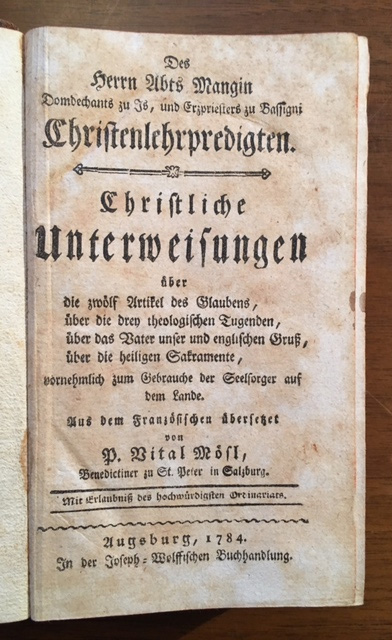 Des
Herrn Abts Mangin
Domdechants zu Is, und Erzpriesters zu Bassigni
Christenlehrpredigten.
Christliche
Unterweisungen
über
die zwölf Artikel des Glaubens,
über die drey theologischen Tugenden,
über das Vater unser und englischen Gruß,
über die heiligen Sakramente,
vornehmlich zum Gebrauche der Seelsorger auf
dem Lande.
Aus dem Französischen übersetzet
von
P. Vital Mösl,
Benedictiner zu St. Peter in Salzburg.
Mit Erlaubniß des hochwürdigsten Ordinariats.
Augsburg, 1784.
In der Joseph-Wolffischen Buchhandlung.